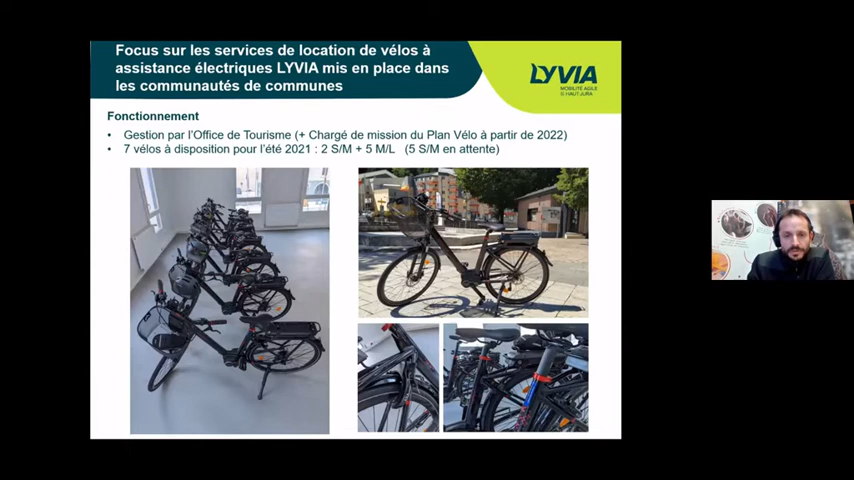 Focus sur les services de location de vélos à
assistance électriques LYVIA mis en place dans
les communautés de communes
LYVIA
MOBILITÉ AGILE
& HAUT JURA
Fonctionnement
• Gestion par l'Office de Tourisme (+ Chargé de mission du Plan Vélo à partir de 2022)
• 7 vélos à disposition pour l'été 2021 : 2 S/M + 5 M/L (5 S/M en attente)